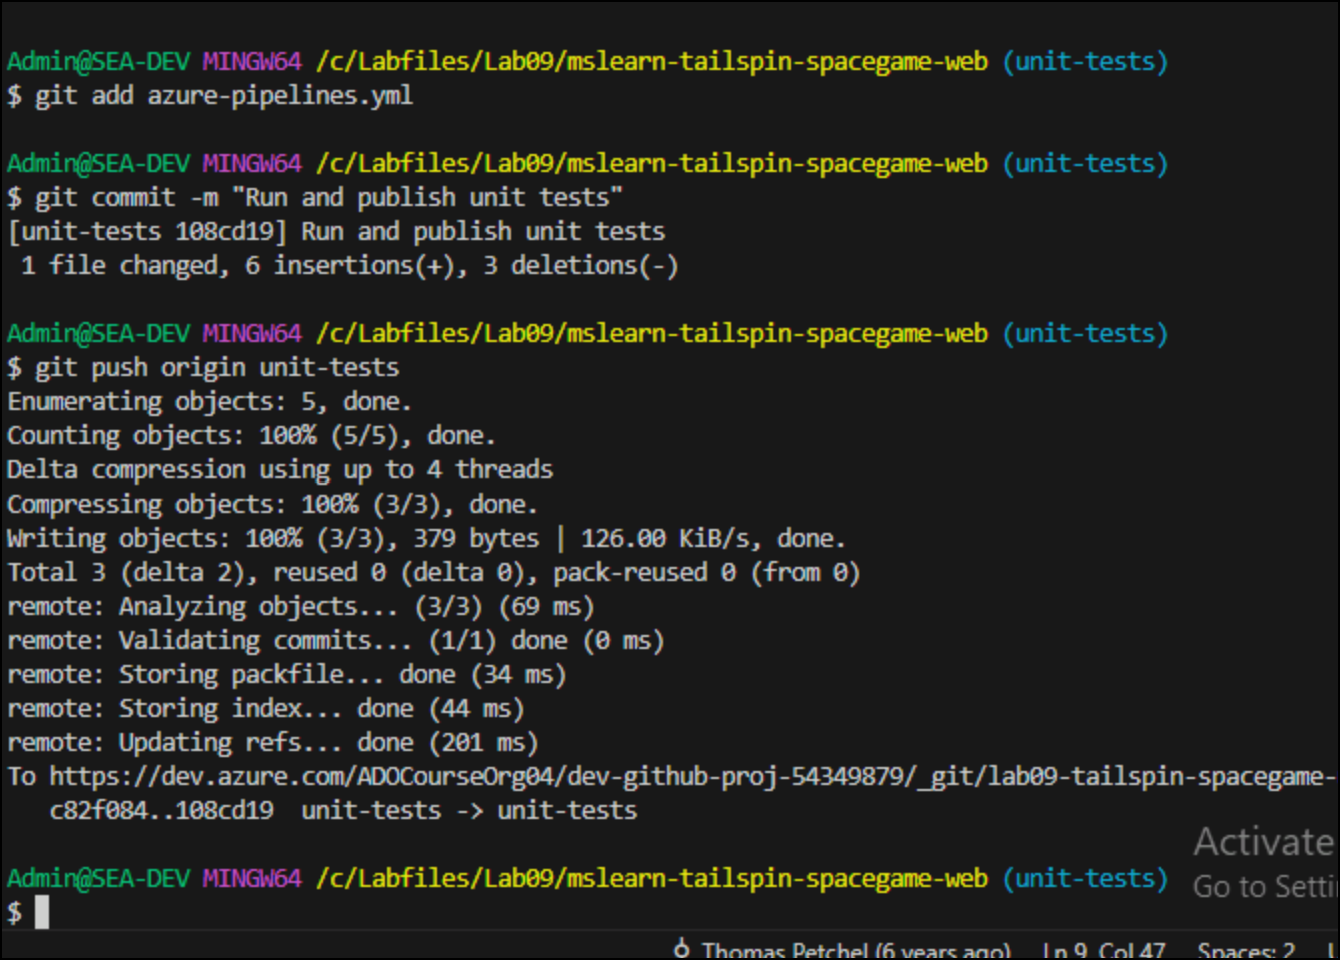 Admin@SEA-DEV MINGW64 /c/Labfiles/Lab09/mslearn-tailspin-spacegame-web (unit-tests)
$ git add azure-pipelines.yml
Admin@SEA-DEV MINGW64 /c/Labfiles/Lab09/mslearn-tailspin-spacegame-web (unit-tests)
$ git commit -m "Run and publish unit tests"
[unit-tests 108cd19] Run and publish unit tests
1 file changed, 6 insertions(+), 3 deletions(-)
Admin@SEA-DEV MINGW64 /c/Labfiles/Lab09/mslearn-tailspin-spacegame-web (unit-tests)
$ git push origin unit-tests
Enumerating objects: 5, done.
Counting objects: 100% (5/5), done.
Delta compression using up to 4 threads
Compressing objects: 100% (3/3), done.
Writing objects: 100% (3/3), 379 bytes | 126.00 KiB/s, done.
Total 3 (delta 2), reused 0 (delta 0), pack-reused 0 (from 0)
remote: Analyzing objects... (3/3) (69 ms)
remote: Validating commits... (1/1) done (0 ms)
remote: Storing packfile... done (34 ms)
remote: Storing index... done (44 ms)
remote: Updating refs... done (201 ms)
To https://dev.azure.com/ADOCourseOrg04/dev-github-proj-54349879/_git/lab09-tailspin-spacegame-
c82f084..108cd19 unit-tests -> unit-tests
Activate
Admin@SEA-DEV MINGW64 /c/Labfiles/Lab09/mslearn-tailspin-spacegame-web (unit-tests)
Go to Setti
$
Thomas Petchel (6 years ago) Ln 9, Col 47 Spaces: 2